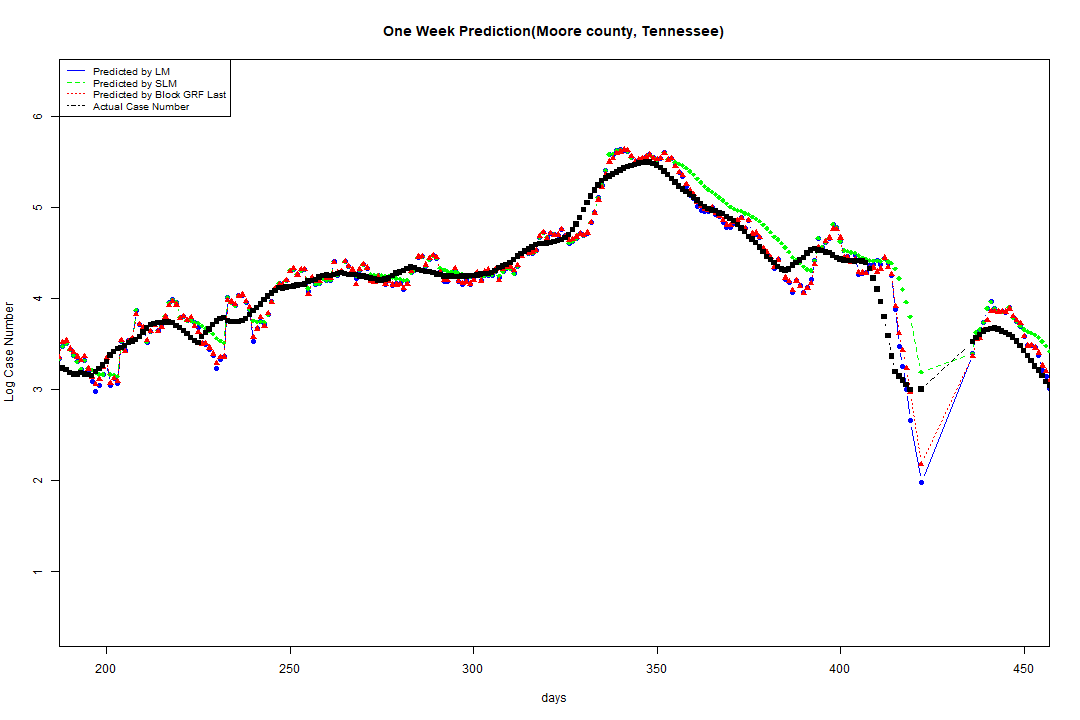 One Week Prediction(Moore county, Tennessee)
Predicted by LM
Predicted by SLM
Predicted by Block GRF Last
Actual Case Number
6
5
4
3
2
1
Log Case Number
200 250 300 350 400 450
days